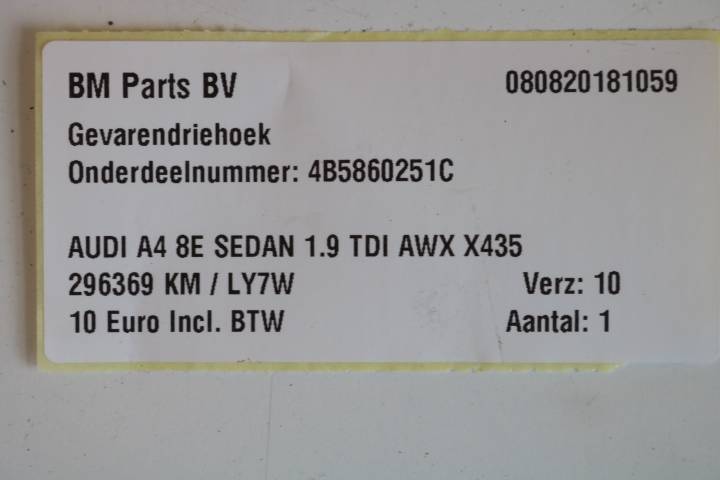 BM Parts BV 080820181059
Gevarendriehoek
Onderdeelnummer: 4B5860251C
AUDI A4 8E SEDAN 1.9 TDI AWX X435
296369 KM / LY7W Verz: 10
10 Euro Incl. BTW Aantal: 1